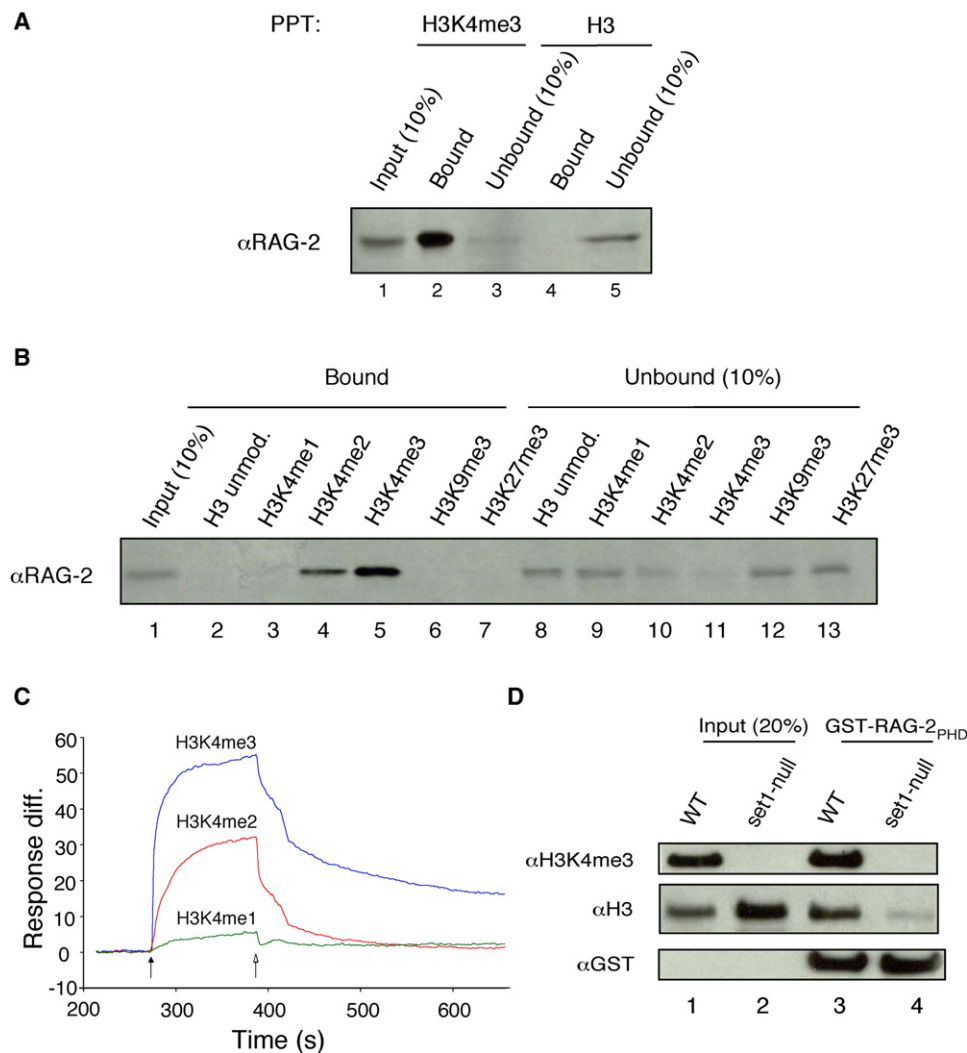 A
PPT: H3K4me3 H3
Input (10%) Bound Unbound (10%) Bound Unbound (10%)
αRAG-2
1 2 3 4 5
B
Bound Unbound (10%)
Input (10%) H3 unmod. H3K4me1 H3K4me2 H3K4me3 H3K9me3 H3K27me3 H3 unmod. H3K4me1 H3K4me2 H3K4me3 H3K9me3 H3K27me3
αRAG-2
1 2 3 4 5 6 7 8 9 10 11 12 13
C
Response diff.
60
50
40
30
20
10
0
-10
H3K4me3
H3K4me2
H3K4me1
200 300 400 500 600
Time (s)
D
Input (20%) GST-RAG-2PHD
WT set1-null WT set1-null
αH3K4me3
αH3
αGST
1 2 3 4